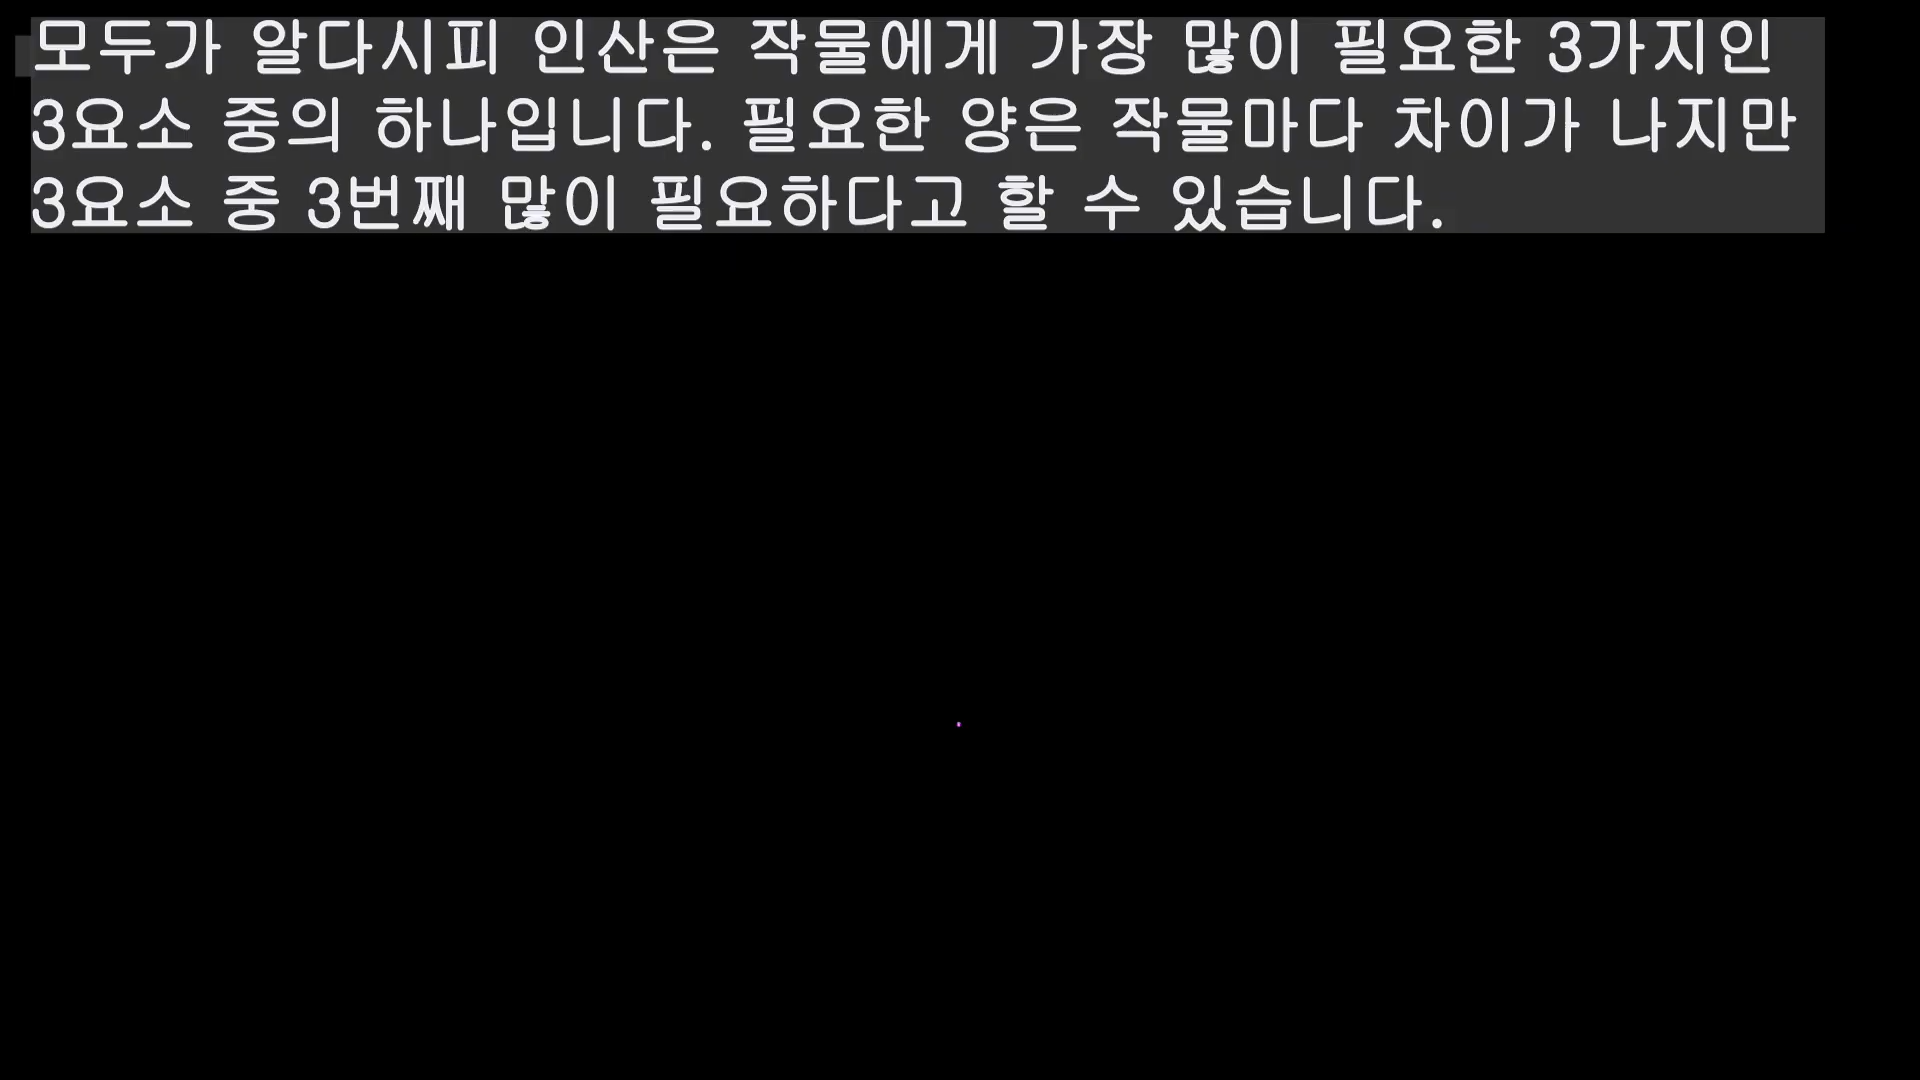 모두가 알다시피 인산은 작물에게 가장 많이 필요한 3가지인
3요소 중의 하나입니다. 필요한 양은 작물마다 차이가 나지만
3요소 중 3번째 많이 필요하다고 할 수 있습니다.